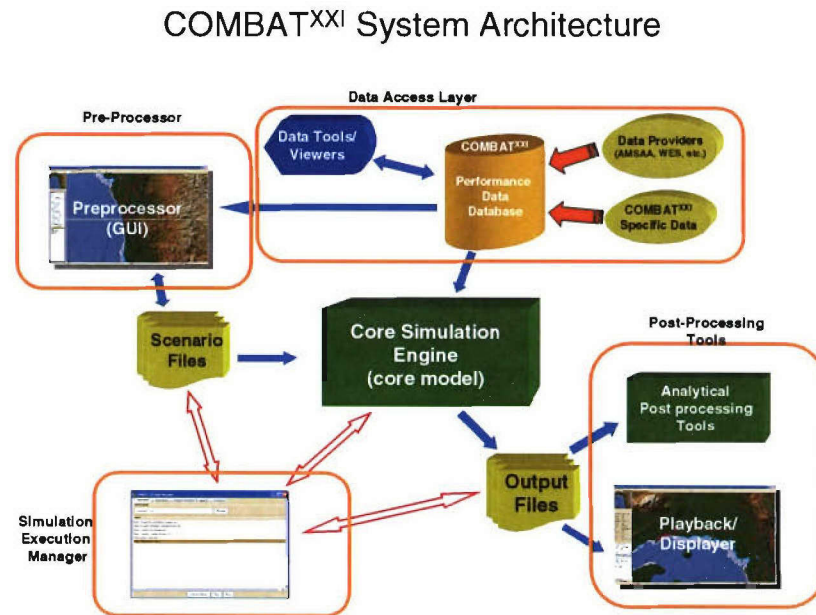 COMBATXXI System Architecture
Data Access Layer
Pre-Processor
Data Tools/
Viewers
COMBATXXI
Performance
Data
Database
Data Providers
(AMSAA, WES, etc.)
COMBATXXI
Specific Data
Preprocessor
(GUI)
Scenario
Files
Core Simulation
Engine
(core model)
Post-Processing
Tools
Analytical
Post processing
Tools
Output
Files
Playback/
Displayer
Simulation
Execution
Manager